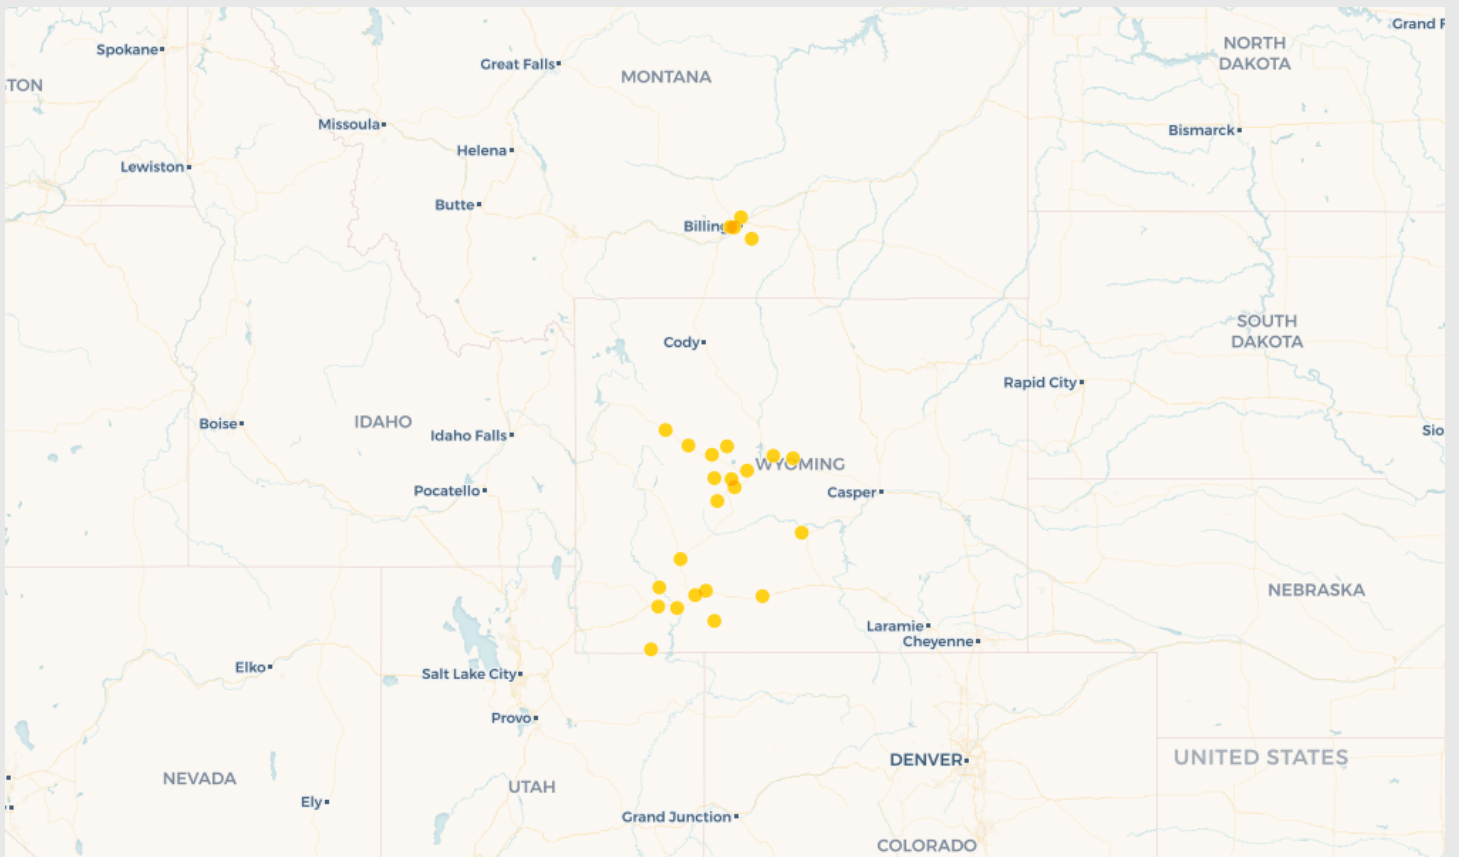 Grand F
NORTH
DAKOTA
Spokane
Great Falls
MONTANA
TON
Missoula
Bismarck
Helena
Lewiston
Butte
Billing
SOUTH
DAKOTA
Cody
Rapid City
Boise
IDAHO
Idaho Falls
Sio
WYOMING
Pocatello
Casper
NEBRASKA
Laramie
Cheyenne
Elko
Salt Lake City
Provo
DENVER
UNITED STATES
NEVADA
UTAH
Ely
Grand Junction
COLORADO